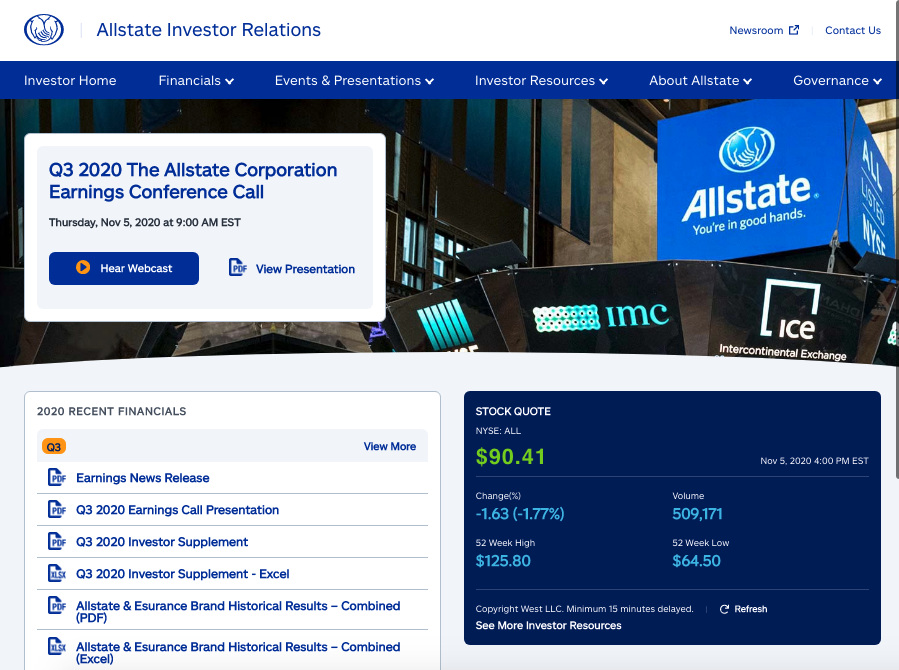 Allstate Investor Relations
Newsroom
Contact Us
Investor Home
Financials
Events & Presentations
Investor Resources
About Allstate
Governance
Q3 2020 The Allstate Corporation
Earnings Conference Call
Thursday, Nov 5, 2020 at 9:00 AM EST
Hear Webcast
PDF
View Presentation
Allstate.
You're in good hands.
ALL
LISTED
NYSE
imc
ice
Intercontinental Exchange
2020 RECENT FINANCIALS
Q3
View More
PDF Earnings News Release
PDF Q3 2020 Earnings Call Presentation
PDF Q3 2020 Investor Supplement
XLSX Q3 2020 Investor Supplement - Excel
PDF Allstate & Esurance Brand Historical Results – Combined
(PDF)
XLSX Allstate & Esurance Brand Historical Results – Combined
(Excel)
STOCK QUOTE
NYSE: ALL
$90.41
Nov 5, 2020 4:00 PM EST
Change(%)
Volume
-1.63 (-1.77%)
509,171
52 Week High
52 Week Low
$125.80
$64.50
Copyright West LLC. Minimum 15 minutes delayed.
Refresh
See More Investor Resources